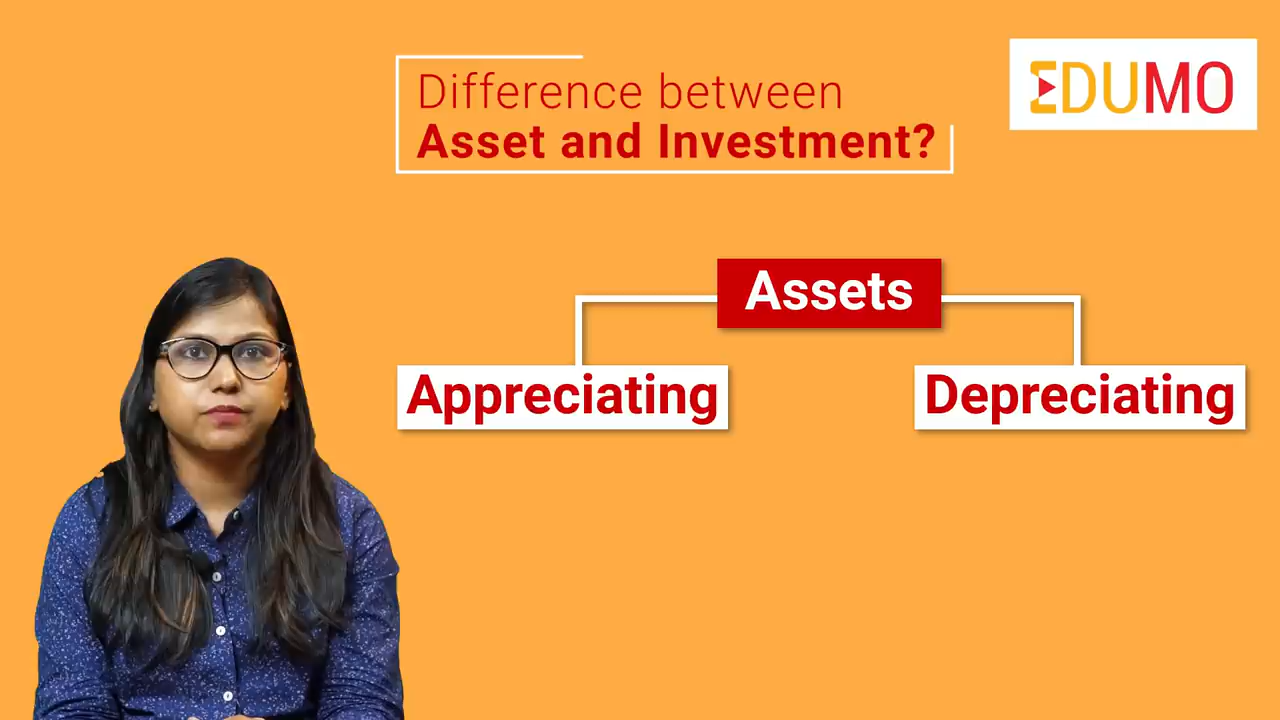 Difference between
Asset and Investment?
EDUMO
Assets
Appreciating
Depreciating